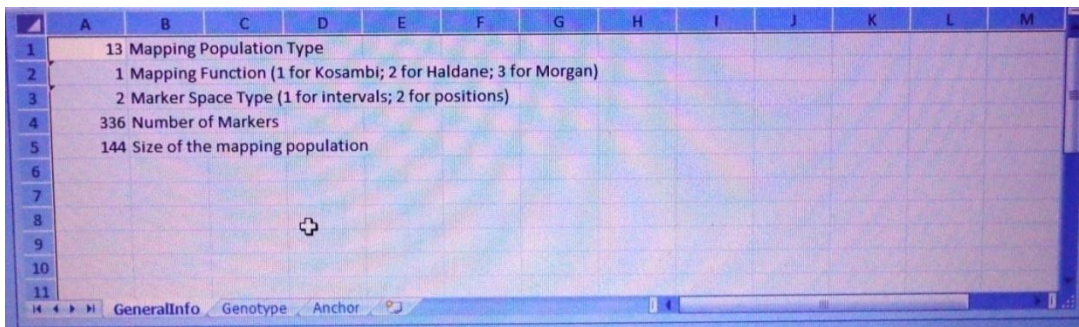 A B C D E F G H I J K L M
1 13 Mapping Population Type
2 1 Mapping Function (1 for Kosambi; 2 for Haldane; 3 for Morgan)
3 2 Marker Space Type (1 for intervals; 2 for positions)
4 336 Number of Markers
5 144 Size of the mapping population
6
7
8
9
10
11
GeneralInfo Genotype Anchor